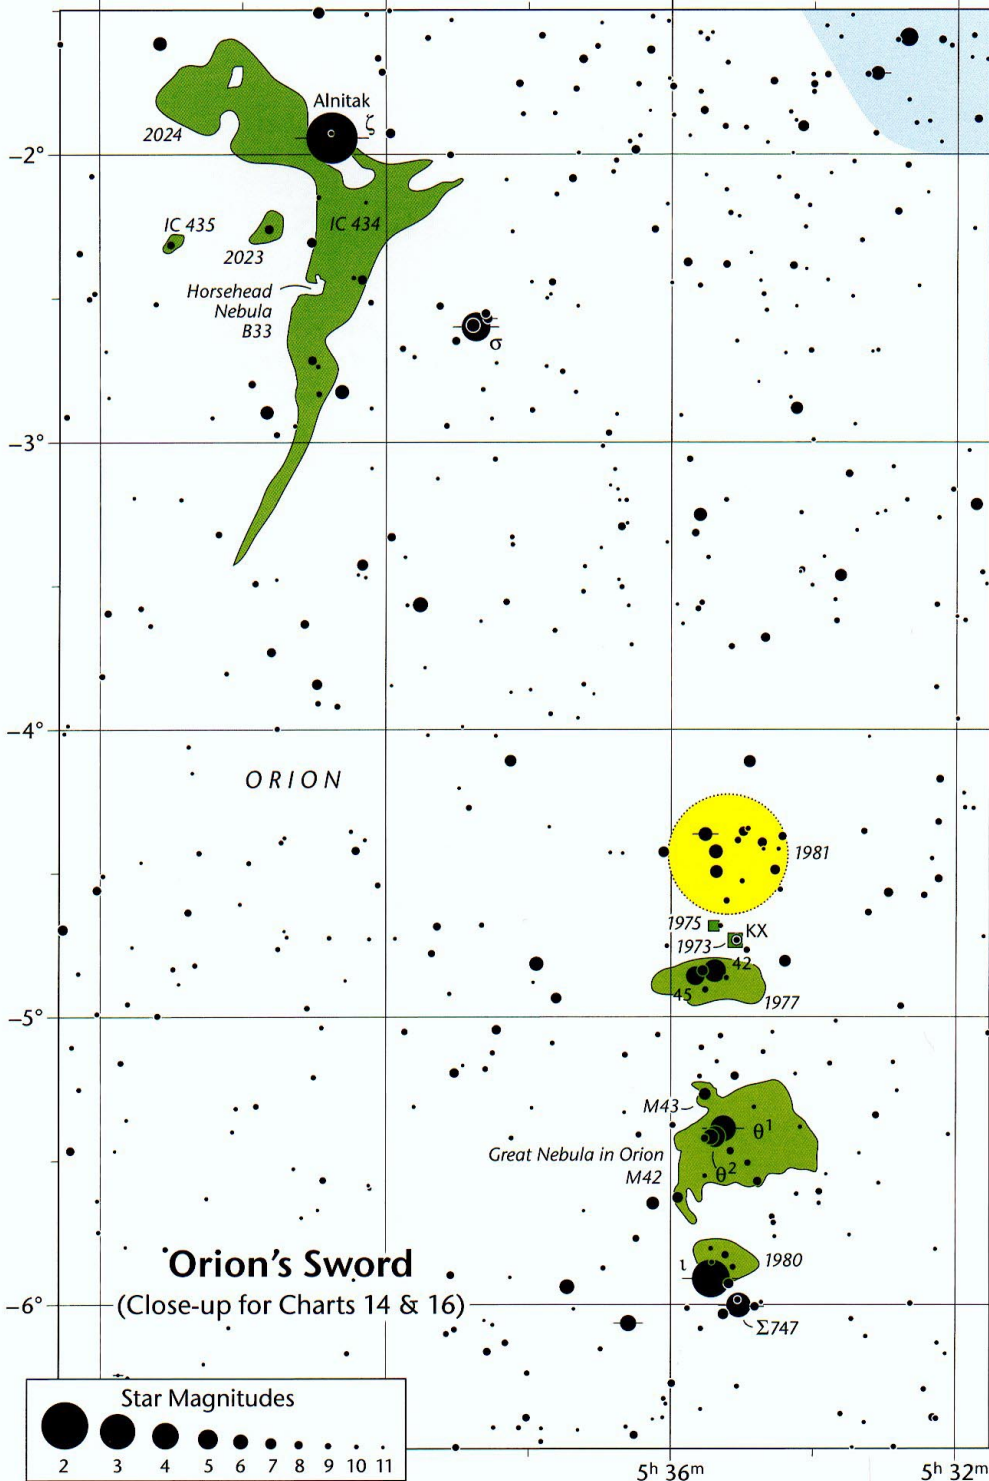 Alnitak
ζ
2024
−2°
IC 435
2023
IC 434
Horsehead
Nebula
B33
σ
−3°
−4°
ORION
1981
1975
KX
1973
42
45
1977
−5°
M43
θ1
Great Nebula in Orion
M42
θ2
1980
ι
Orion's Sword
(Close-up for Charts 14 & 16)
−6°
Σ747
Star Magnitudes
2 3 4 5 6 7 8 9 10 11
5h 36m
5h 32m